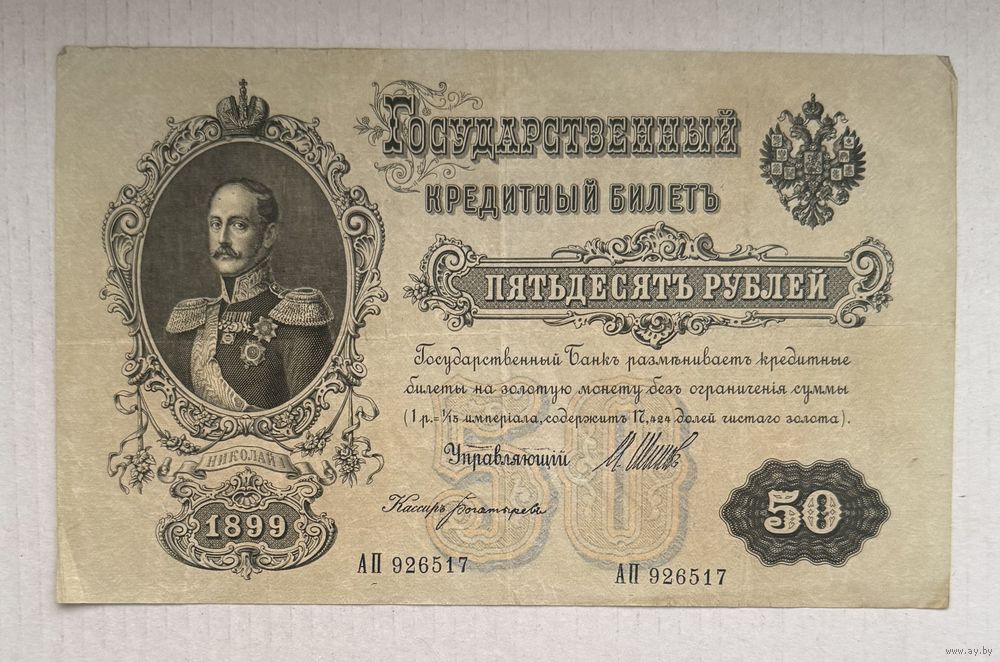 Государственный
кредитный билетъ
пятьдесятъ рублей
Государственный Банкъ размѣниваетъ кредитные
билеты на золотую монету безъ ограниченія суммы
(1 р.= 1/15 имперіала, содержитъ 17,424 долей чистаго золота).
50
Управляющій
Кассиръ Богатыревъ
НИКОЛАЙ I
1899
50
АП 926517
АП 926517
www.ay.by